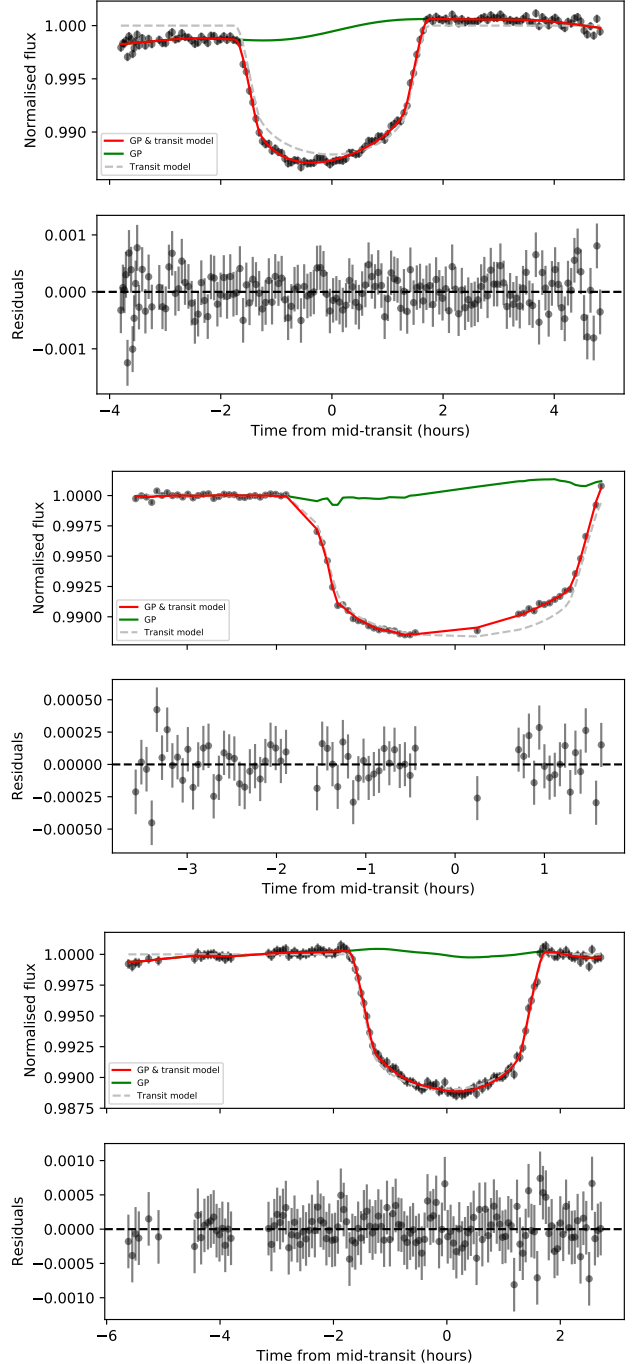 1.000
0.995
0.990
Normalised flux
GP & transit model
GP
Transit model
0.001
0.000
−0.001
Residuals
−4 −2 0 2 4
Time from mid-transit (hours)
1.0000
0.9975
0.9950
0.9925
0.9900
Normalised flux
GP & transit model
GP
Transit model
0.00050
0.00025
0.00000
−0.00025
−0.00050
Residuals
−3 −2 −1 0 1
Time from mid-transit (hours)
1.0000
0.9975
0.9950
0.9925
0.9900
0.9875
Normalised flux
GP & transit model
GP
Transit model
0.0010
0.0005
0.0000
−0.0005
−0.0010
Residuals
−6 −4 −2 0 2
Time from mid-transit (hours)